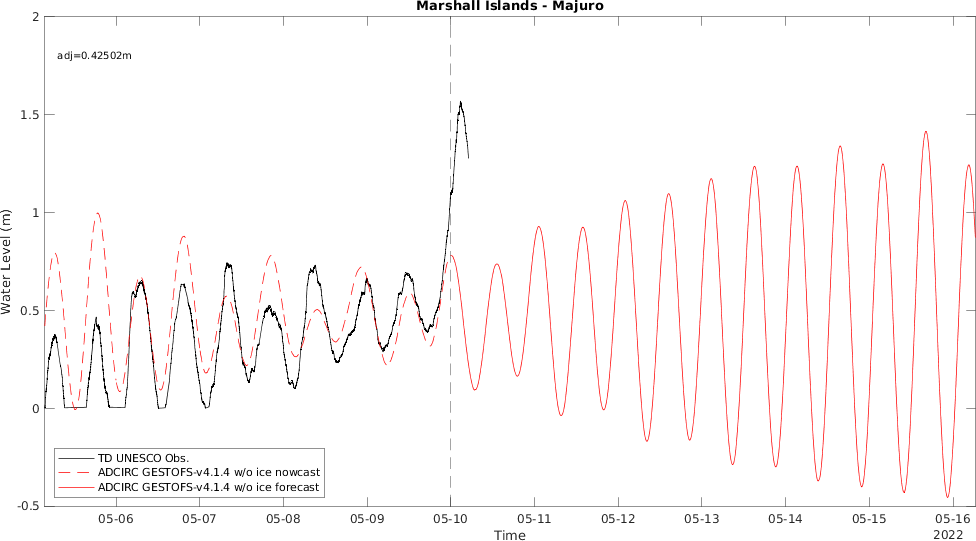 Marshall Islands - Majuro
adj=0.42502m
Water Level (m)
2
1.5
1
0.5
0
-0.5
TD UNESCO Obs.
ADCIRC GESTOFS-v4.1.4 w/o ice nowcast
ADCIRC GESTOFS-v4.1.4 w/o ice forecast
05-06 05-07 05-08 05-09 05-10 05-11 05-12 05-13 05-14 05-15 05-16
Time
2022